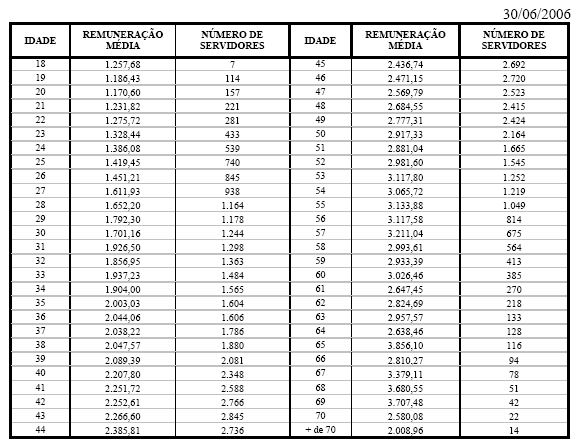 30/06/2006
IDADE REMUNERAÇÃO MÉDIA NÚMERO DE SERVIDORES IDADE REMUNERAÇÃO MÉDIA NÚMERO DE SERVIDORES
18 1.257,68 7 45 2.436,74 2.692
19 1.186,43 114 46 2.471,15 2.720
20 1.170,60 157 47 2.569,79 2.523
21 1.231,82 221 48 2.684,55 2.415
22 1.275,72 281 49 2.777,31 2.424
23 1.328,44 433 50 2.917,33 2.164
24 1.386,08 539 51 2.881,04 1.665
25 1.419,45 740 52 2.981,60 1.545
26 1.451,21 845 53 3.117,80 1.252
27 1.611,93 938 54 3.065,72 1.219
28 1.652,20 1.164 55 3.133,88 1.049
29 1.792,30 1.178 56 3.117,58 814
30 1.701,16 1.244 57 3.211,04 675
31 1.926,50 1.298 58 2.993,61 564
32 1.856,95 1.363 59 2.933,39 413
33 1.937,23 1.484 60 3.026,46 385
34 1.904,00 1.565 61 2.647,45 270
35 2.003,03 1.604 62 2.824,69 218
36 2.044,06 1.606 63 2.957,57 133
37 2.038,22 1.786 64 2.638,46 128
38 2.047,57 1.880 65 3.856,10 116
39 2.089,39 2.081 66 2.810,27 94
40 2.207,80 2.348 67 3.379,11 78
41 2.251,72 2.588 68 3.680,55 51
42 2.252,61 2.766 69 3.707,48 42
43 2.266,60 2.845 70 2.580,08 22
44 2.385,81 2.736 + de 70 2.008,96 14